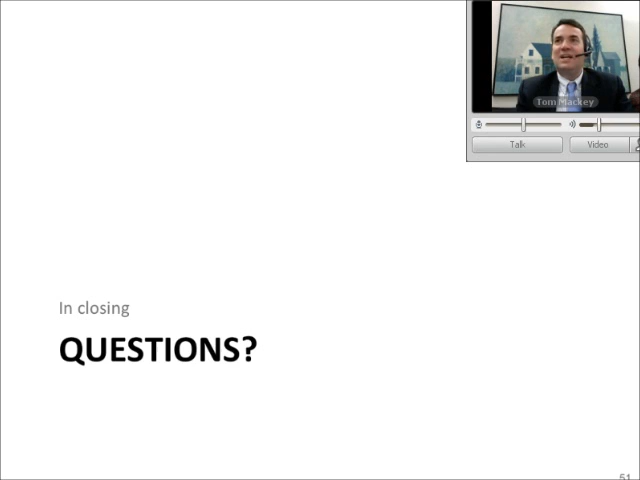 Tom Mackey
Talk
Video
In closing
QUESTIONS?
51